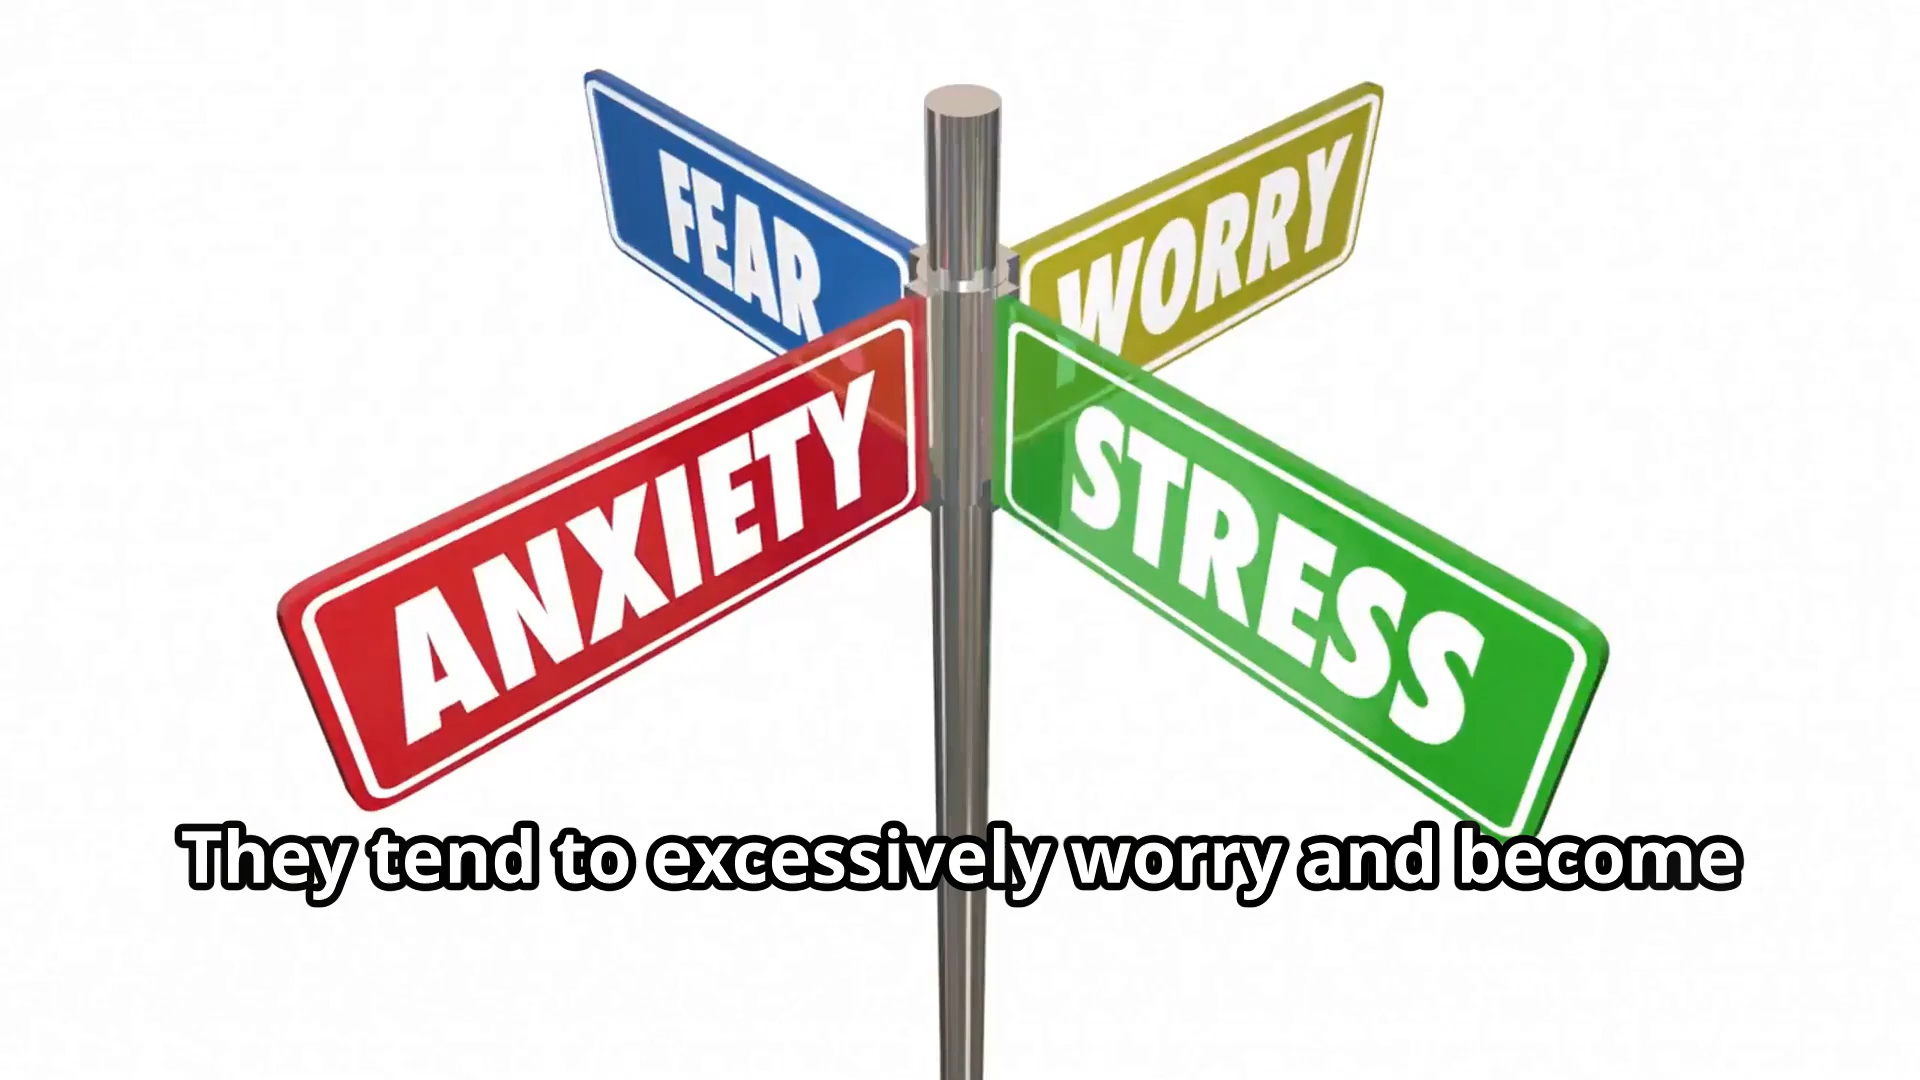 FEAR
WORRY
ANXIETY
STRESS
They tend to excessively worry and become